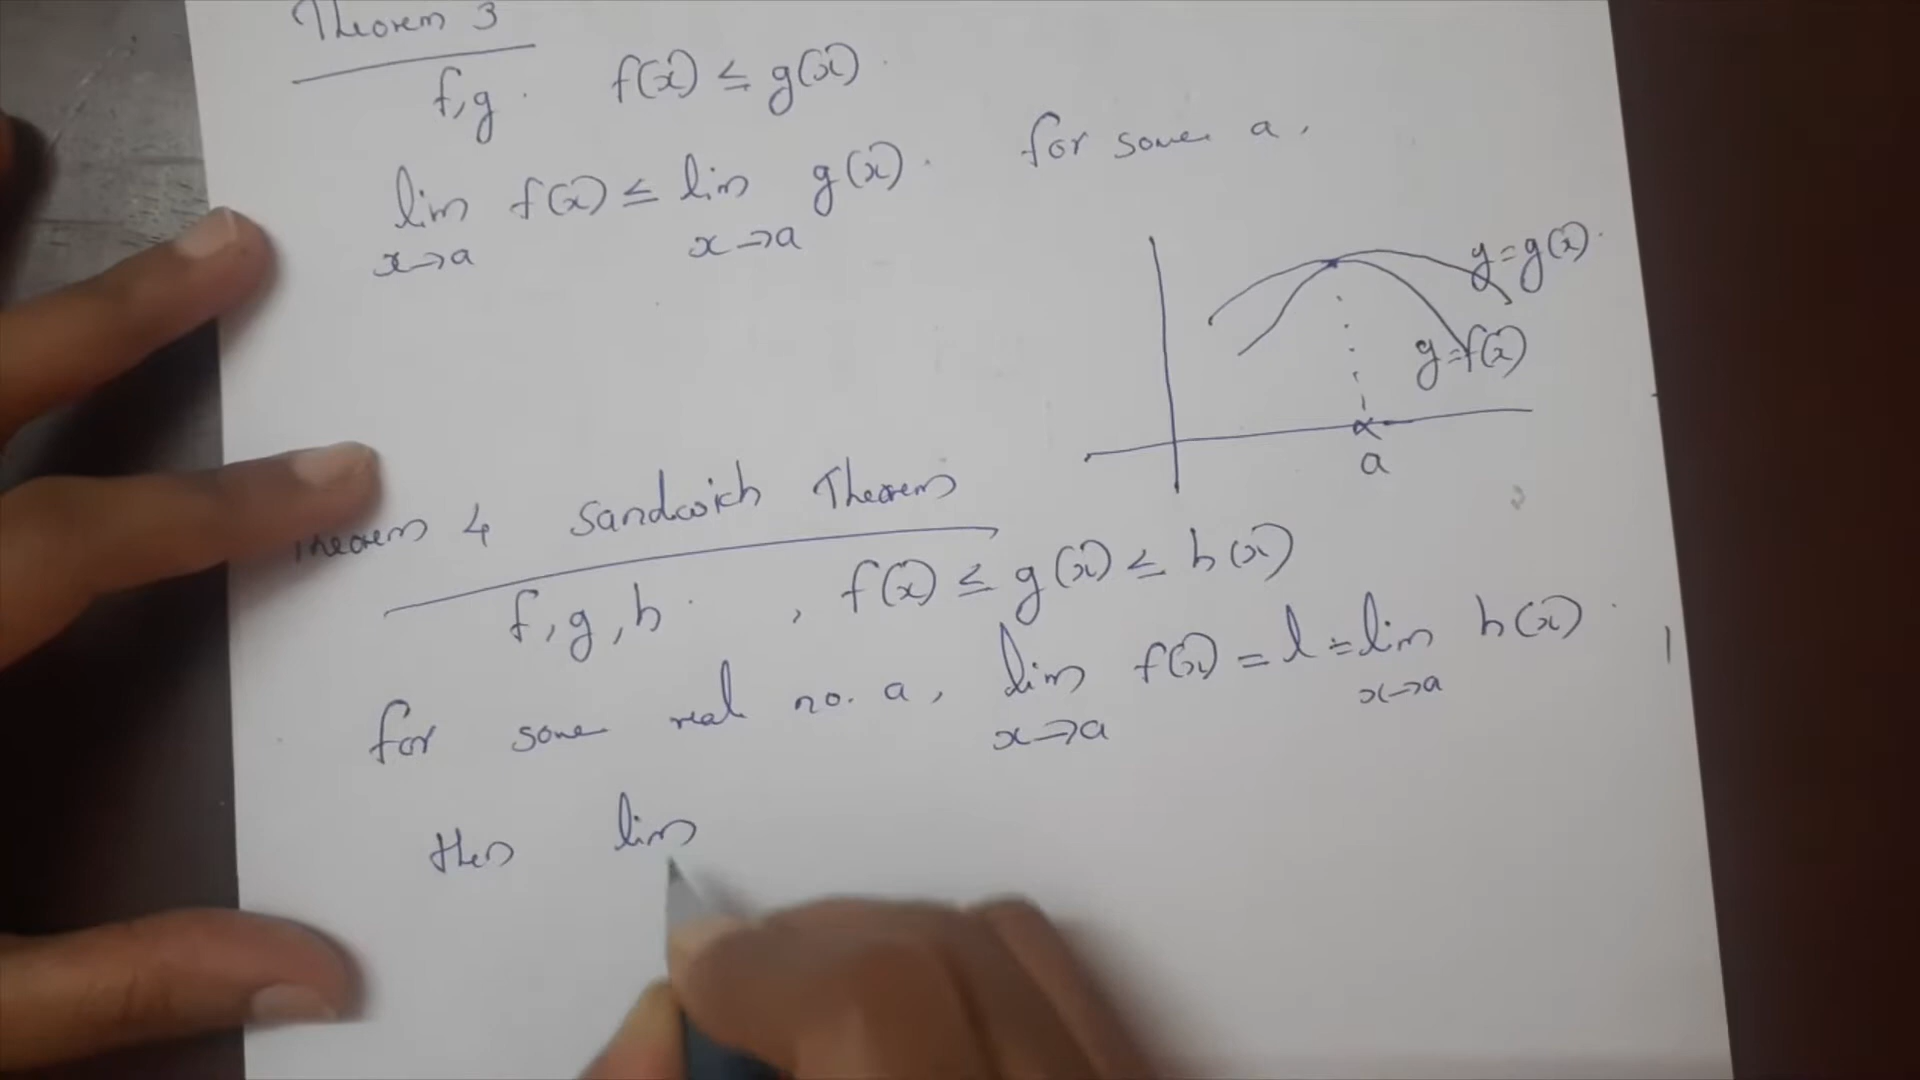 Theorem 3
f,g. f(x) ≤ g(x).
lim f(x) ≤ lim g(x). for some a,
x→a x→a
y=g(x).
y=f(x)
a
Theorem 4 Sandwich Theorem
f,g,h. , f(x) ≤ g(x) ≤ h(x)
for some real no. a, lim f(x) = l = lim h(x).
x→a x→a
then lim